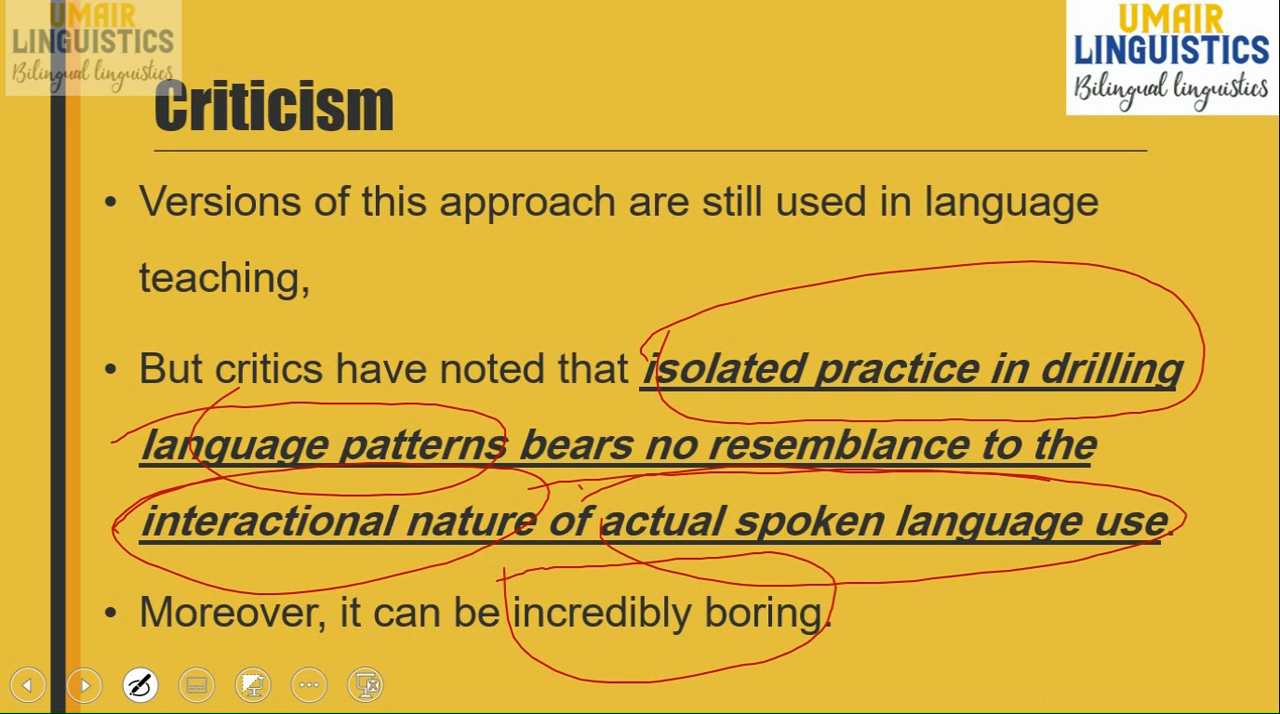 UMAIR
LINGUISTICS
Bilingual linguistics
UMAIR
LINGUISTICS
Bilingual linguistics
Criticism
• Versions of this approach are still used in language
teaching,
• But critics have noted that isolated practice in drilling
language patterns bears no resemblance to the
interactional nature of actual spoken language use.
• Moreover, it can be incredibly boring.